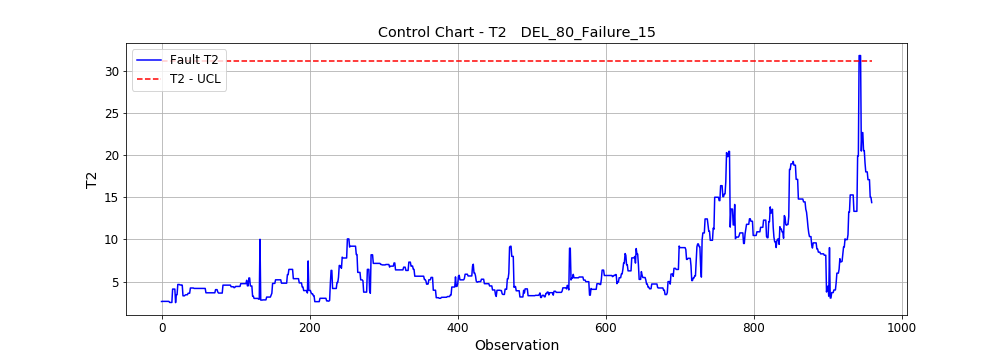 Control Chart - T2 DEL_80_Failure_15
Fault T2
T2 - UCL
30
25
20
15
10
5
T2
0 200 400 600 800 1000
Observation